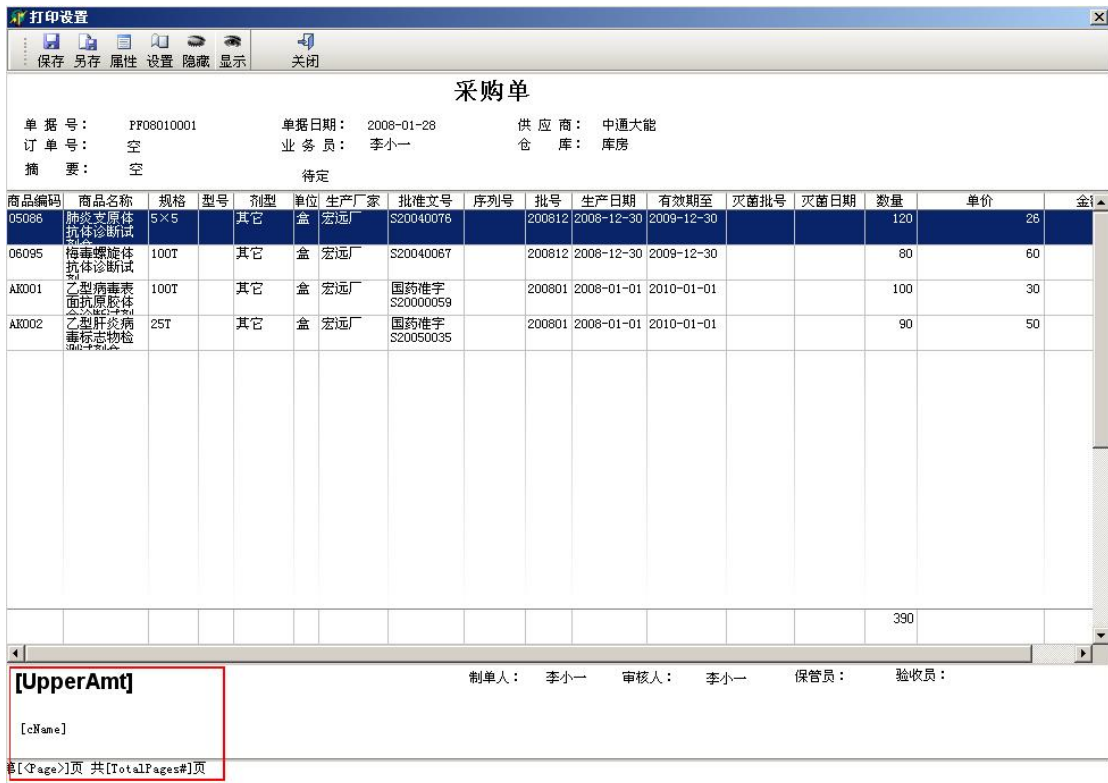 打印设置
保存 另存 属性 设置 隐藏 显示 关闭
采购单
单 据 号： PF08010001 单据日期： 2008-01-28 供 应 商： 中通大能
订 单 号： 空 业 务 员： 李小一 仓 库： 库房
摘 要： 空 待定
商品编码 商品名称 规格 型号 剂型 单位 生产厂家 批准文号 序列号 批号 生产日期 有效期至 灭菌批号 灭菌日期 数量 单价
05086 肺炎支原体 5×5 其它 盒 宏远厂 S20040076 200812 2008-12-30 2009-12-30 120 26
抗体诊断试
剂盒
06095 梅毒螺旋体 100T 其它 盒 宏远厂 S20040067 200812 2008-12-30 2009-12-30 80 60
抗体诊断试
AK001 乙型病毒表 100T 其它 盒 宏远厂 国药准字 200801 2008-01-01 2010-01-01 100 30
面抗原胶体 S20000059
AK002 乙型肝炎病 25T 其它 盒 宏远厂 国药准字 200801 2008-01-01 2010-01-01 90 50
毒标志物检 S20050035
390
[UpperAmt] 制单人： 李小一 审核人： 李小一 保管员： 验收员：
[cName]
第[<Page>]页 共[TotalPages#]页